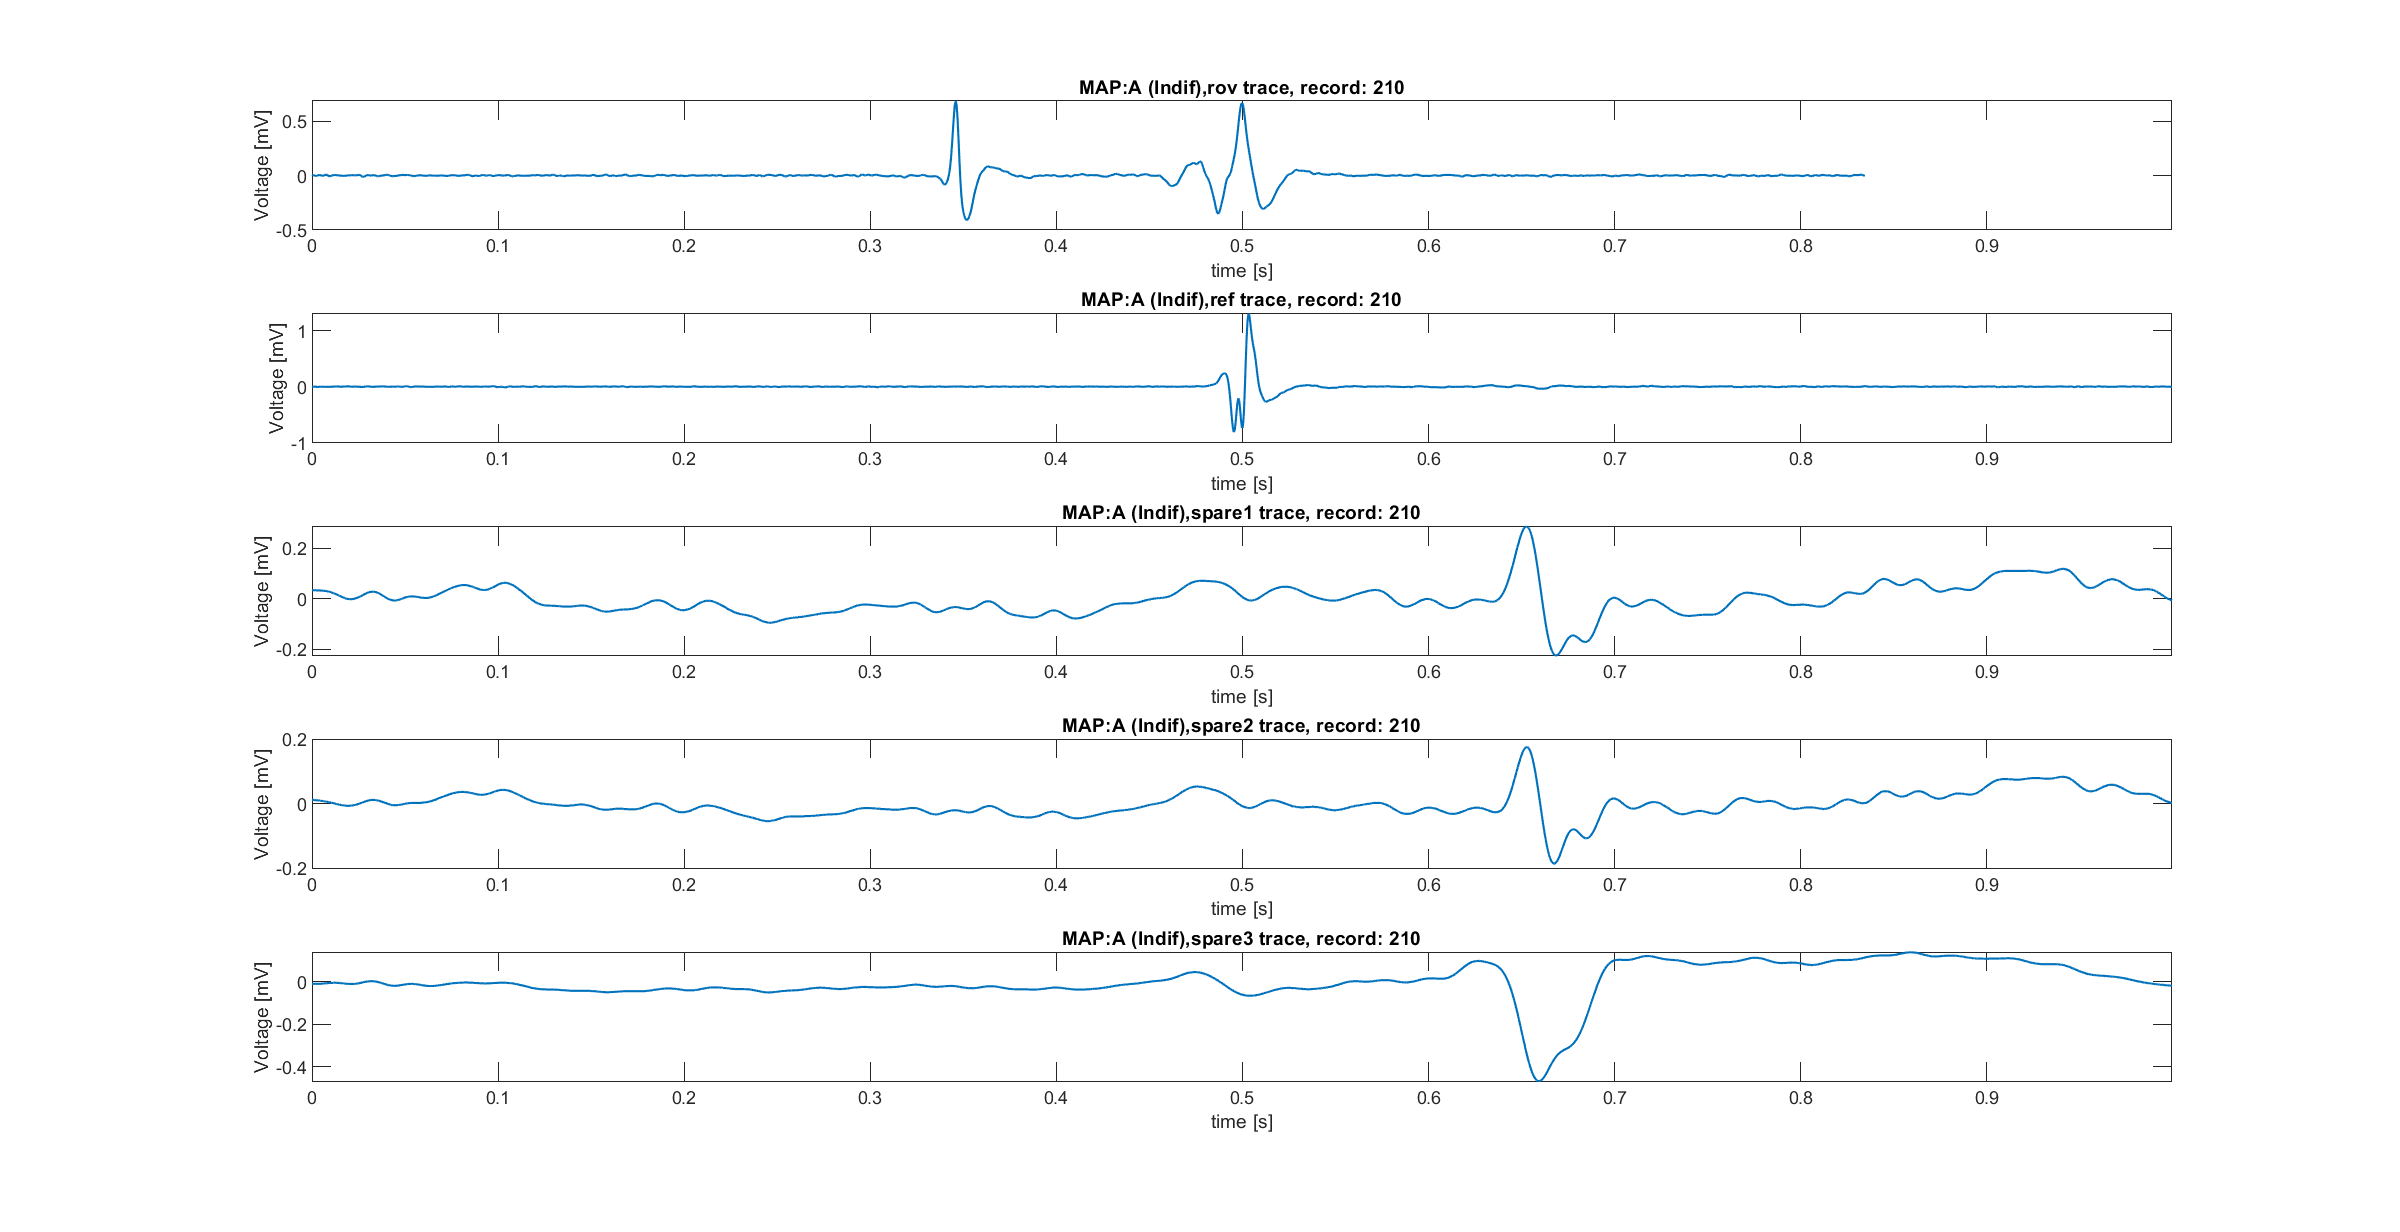 MAP:A (Indif),rov trace, record: 210
Voltage [mV]
0.5
0
-0.5
0 0.1 0.2 0.3 0.4 0.5 0.6 0.7 0.8 0.9
time [s]
MAP:A (Indif),ref trace, record: 210
Voltage [mV]
1
0
-1
0 0.1 0.2 0.3 0.4 0.5 0.6 0.7 0.8 0.9
time [s]
MAP:A (Indif),spare1 trace, record: 210
Voltage [mV]
0.2
0
-0.2
0 0.1 0.2 0.3 0.4 0.5 0.6 0.7 0.8 0.9
time [s]
MAP:A (Indif),spare2 trace, record: 210
Voltage [mV]
0.2
0
-0.2
0 0.1 0.2 0.3 0.4 0.5 0.6 0.7 0.8 0.9
time [s]
MAP:A (Indif),spare3 trace, record: 210
Voltage [mV]
0
-0.2
-0.4
0 0.1 0.2 0.3 0.4 0.5 0.6 0.7 0.8 0.9
time [s]